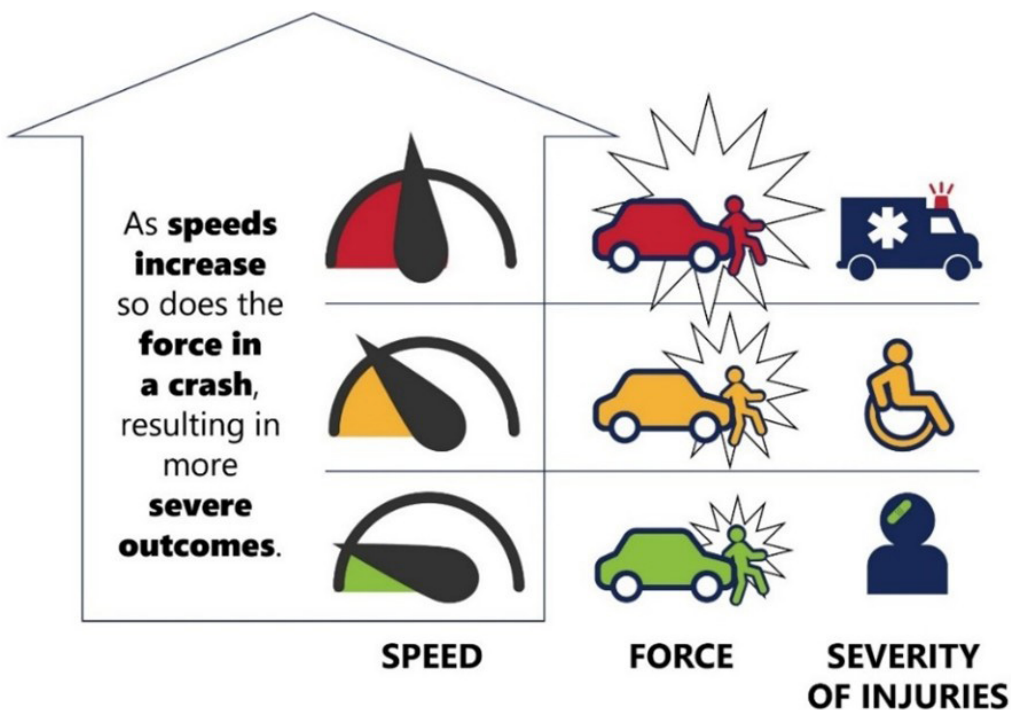 As speeds
increase
so does the
force in
a crash,
resulting in
more
severe
outcomes.
SPEED
FORCE
SEVERITY
OF INJURIES